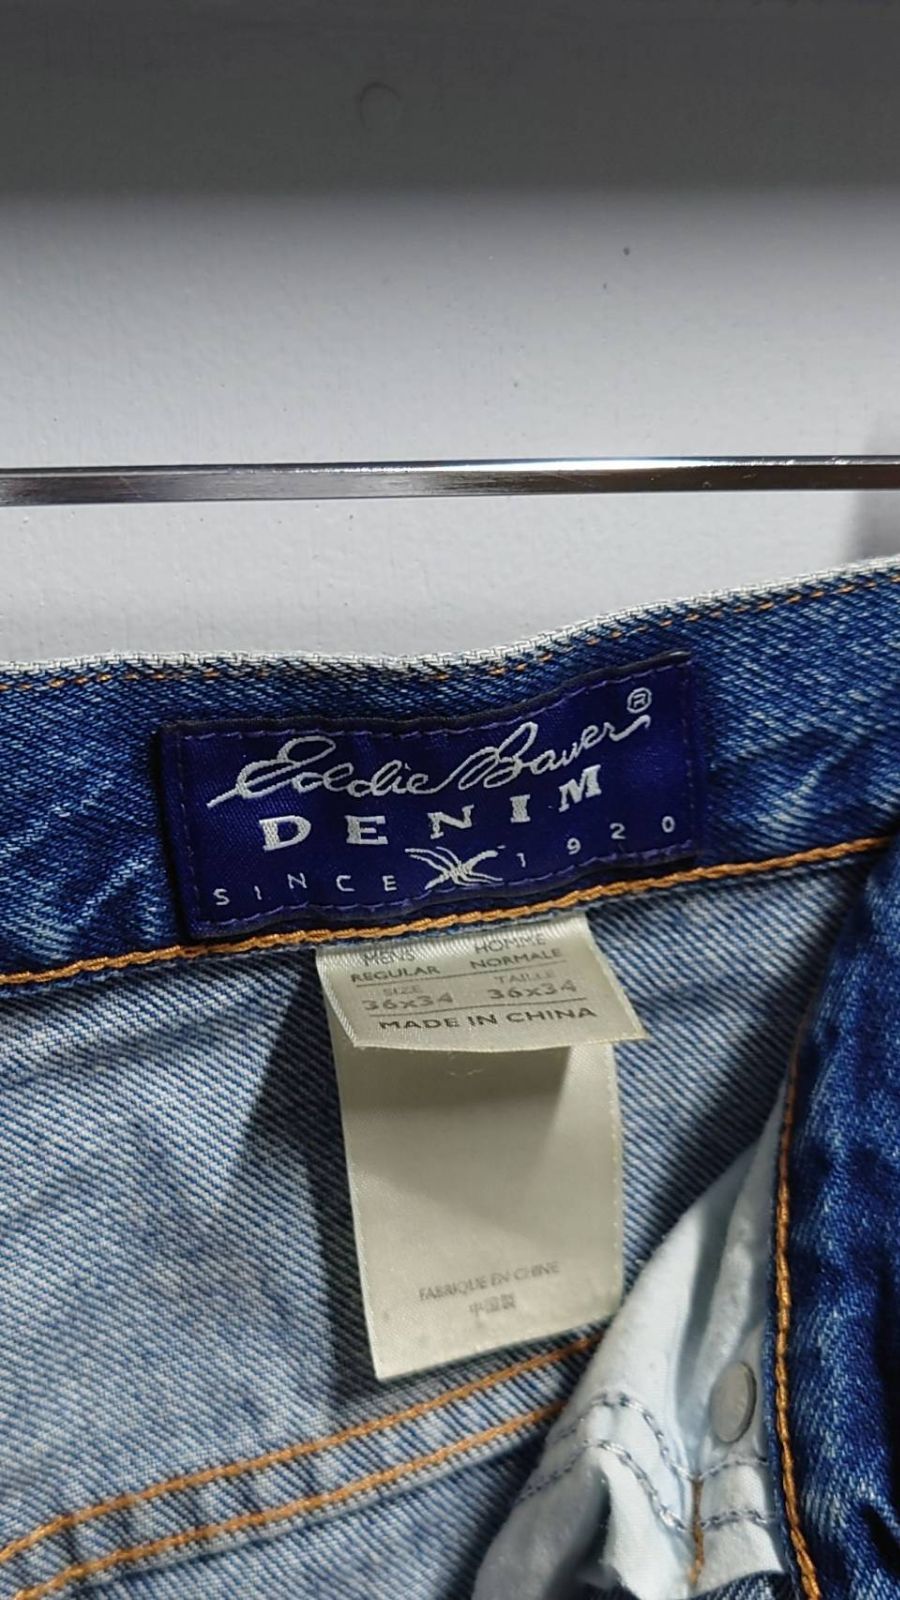 Eddie Bauer®
DENIM
SINCE 1920
MENS HOMME
REGULAR NORMALE
SIZE TAILLE
36x34 36x34
MADE IN CHINA
FABRIQUE EN CHINE
中国製